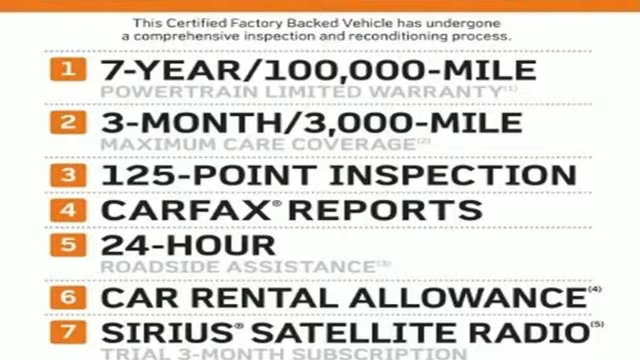 This Certified Factory Backed Vehicle has undergone
a comprehensive inspection and reconditioning process.
1 7-YEAR/100,000-MILE
POWERTRAIN LIMITED WARRANTY(1)
2 3-MONTH/3,000-MILE
MAXIMUM CARE COVERAGE(2)
3 125-POINT INSPECTION
4 CARFAX® REPORTS
5 24-HOUR
ROADSIDE ASSISTANCE(3)
6 CAR RENTAL ALLOWANCE(4)
7 SIRIUS® SATELLITE RADIO(5)
TRIAL 3-MONTH SUBSCRIPTION